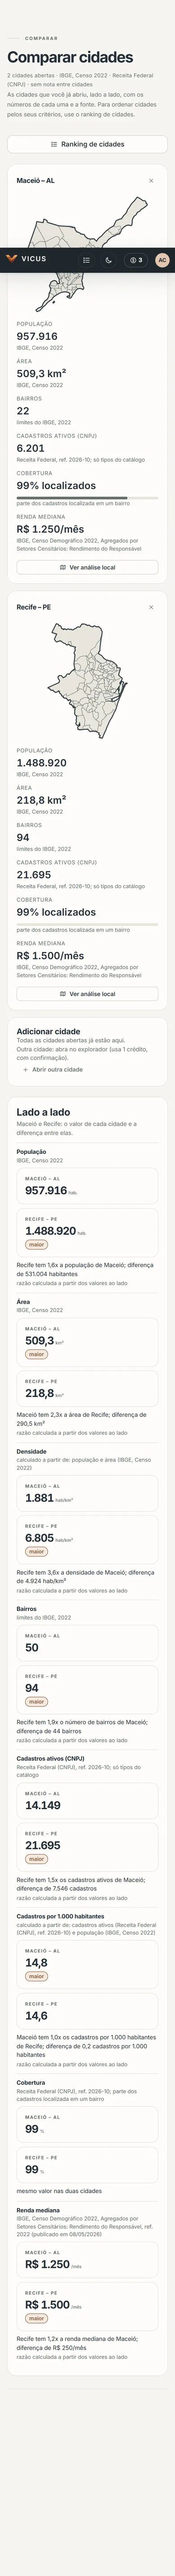 COMPARAR
Comparar cidades
2 cidades abertas · IBGE, Censo 2022 · Receita Federal
(CNPJ) · sem nota entre cidades
As cidades que você já abriu, lado a lado, com os
números de cada uma e a fonte. Para ordenar cidades
pelos seus critérios, use o ranking de cidades.
Ranking de cidades
Maceió – AL
VICUS
3
AC
POPULAÇÃO
957.916
IBGE, Censo 2022
ÁREA
509,3 km²
IBGE, Censo 2022
BAIRROS
22
limites do IBGE, 2022
CADASTROS ATIVOS (CNPJ)
6.201
Receita Federal, ref. 2026-10; só tipos do catálogo
COBERTURA
99% localizados
parte dos cadastros localizada em um bairro
RENDA MEDIANA
R$ 1.250/mês
IBGE, Censo Demográfico 2022, Agregados por
Setores Censitários: Rendimento do Responsável
Ver análise local
Recife – PE
POPULAÇÃO
1.488.920
IBGE, Censo 2022
ÁREA
218,8 km²
IBGE, Censo 2022
BAIRROS
94
limites do IBGE, 2022
CADASTROS ATIVOS (CNPJ)
21.695
Receita Federal, ref. 2026-10; só tipos do catálogo
COBERTURA
99% localizados
parte dos cadastros localizada em um bairro
RENDA MEDIANA
R$ 1.500/mês
IBGE, Censo Demográfico 2022, Agregados por
Setores Censitários: Rendimento do Responsável
Ver análise local
Adicionar cidade
Todas as cidades abertas já estão aqui.
Outra cidade: abra no explorador (usa 1 crédito,
com confirmação).
Abrir outra cidade
Lado a lado
Maceió e Recife: o valor de cada cidade e a
diferença entre elas.
População
IBGE, Censo 2022
MACEIÓ – AL
957.916 hab.
RECIFE – PE
1.488.920 hab.
maior
Recife tem 1,6x a população de Maceió; diferença
de 531.004 habitantes
razão calculada a partir dos valores ao lado
Área
IBGE, Censo 2022
MACEIÓ – AL
509,3 km²
maior
RECIFE – PE
218,8 km²
Maceió tem 2,3x a área de Recife; diferença de
290,5 km²
razão calculada a partir dos valores ao lado
Densidade
calculado a partir de: população e área (IBGE, Censo
2022)
MACEIÓ – AL
1.881 hab/km²
RECIFE – PE
6.805 hab/km²
maior
Recife tem 3,6x a densidade de Maceió; diferença
de 4.924 hab/km²
razão calculada a partir dos valores ao lado
Bairros
limites do IBGE, 2022
MACEIÓ – AL
50
RECIFE – PE
94
maior
Recife tem 1,9x o número de bairros de Maceió;
diferença de 44 bairros
razão calculada a partir dos valores ao lado
Cadastros ativos (CNPJ)
Receita Federal (CNPJ), ref. 2026-10; só tipos do
catálogo
MACEIÓ – AL
14.149
RECIFE – PE
21.695
maior
Recife tem 1,5x os cadastros ativos de Maceió;
diferença de 7.546 cadastros
razão calculada a partir dos valores ao lado
Cadastros por 1.000 habitantes
calculado a partir de: cadastros ativos (Receita Federal
(CNPJ), ref. 2026-10) e população (IBGE, Censo 2022)
MACEIÓ – AL
14,8
maior
RECIFE – PE
14,6
Maceió tem 1,0x os cadastros por 1.000 habitantes
de Recife; diferença de 0,2 cadastros por 1.000
habitantes
razão calculada a partir dos valores ao lado
Cobertura
Receita Federal (CNPJ), ref. 2026-10; parte dos
cadastros localizada em um bairro
MACEIÓ – AL
99 %
RECIFE – PE
99 %
mesmo valor nas duas cidades
Renda mediana
IBGE, Censo Demográfico 2022, Agregados por
Setores Censitários: Rendimento do Responsável, ref.
2022 (publicado em 08/05/2026)
MACEIÓ – AL
R$ 1.250 /mês
RECIFE – PE
R$ 1.500 /mês
maior
Recife tem 1,2x a renda mediana de Maceió;
diferença de R$ 250/mês
razão calculada a partir dos valores ao lado